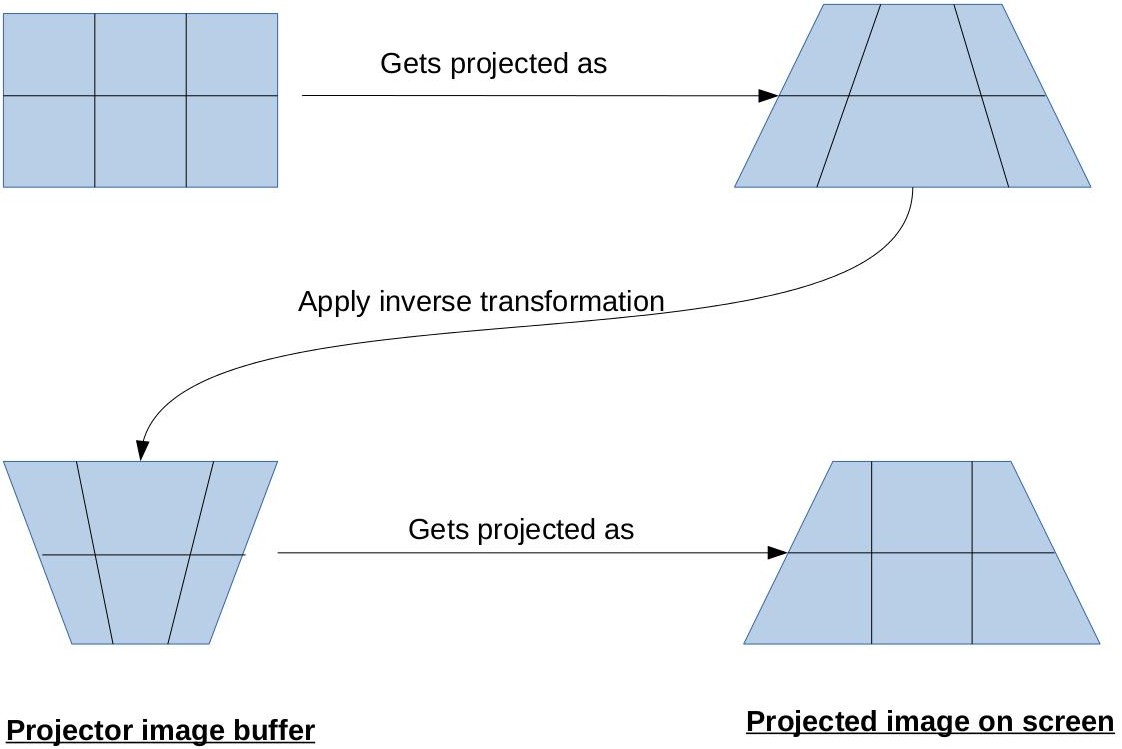 Gets projected as
Apply inverse transformation
Gets projected as
Projector image buffer
Projected image on screen